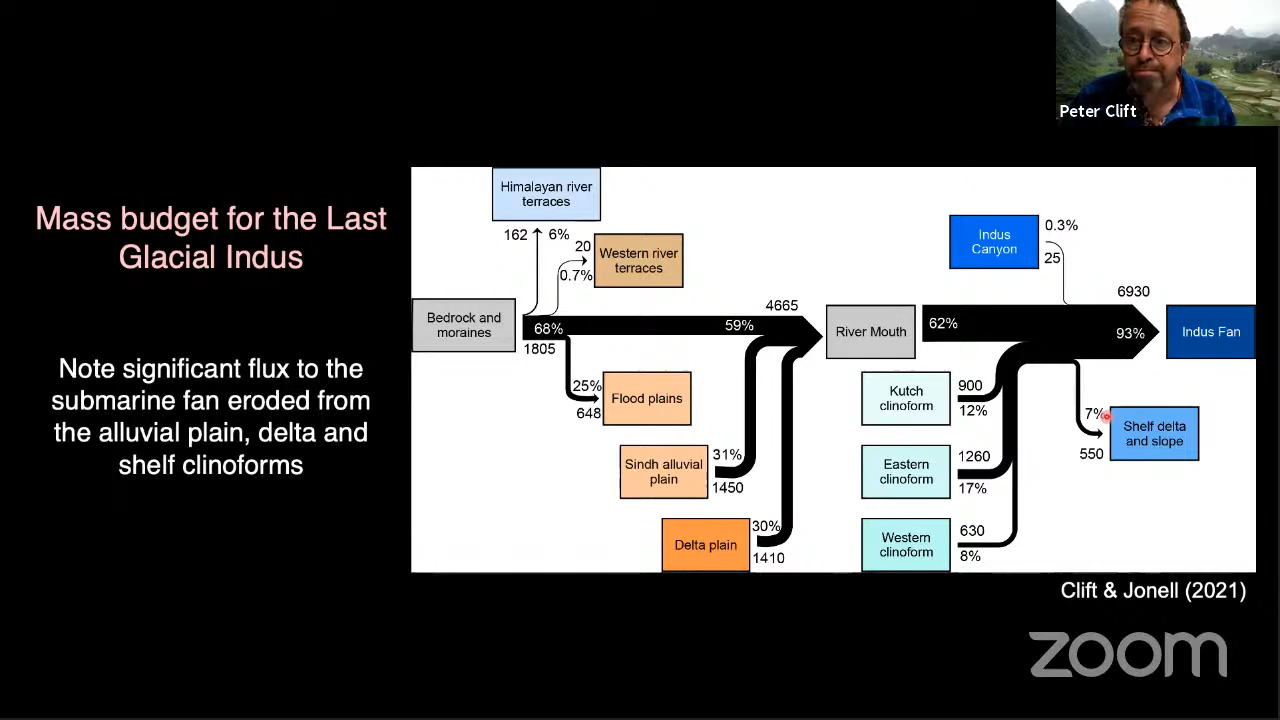 Peter Clift
Mass budget for the Last
Glacial Indus
Note significant flux to the
submarine fan eroded from
the alluvial plain, delta and
shelf clinoforms
Himalayan river
terraces
162
6%
20
0.7%
Western river
terraces
Bedrock and
moraines
68%
1805
59%
4665
25%
648
Flood plains
Sindh alluvial
plain
31%
1450
Delta plain
30%
1410
River Mouth
Indus
Canyon
0.3%
25
62%
6930
93%
Indus Fan
Kutch
clinoform
900
12%
Eastern
clinoform
1260
17%
Western
clinoform
630
8%
7%
550
Shelf delta
and slope
Clift & Jonell (2021)
zoom